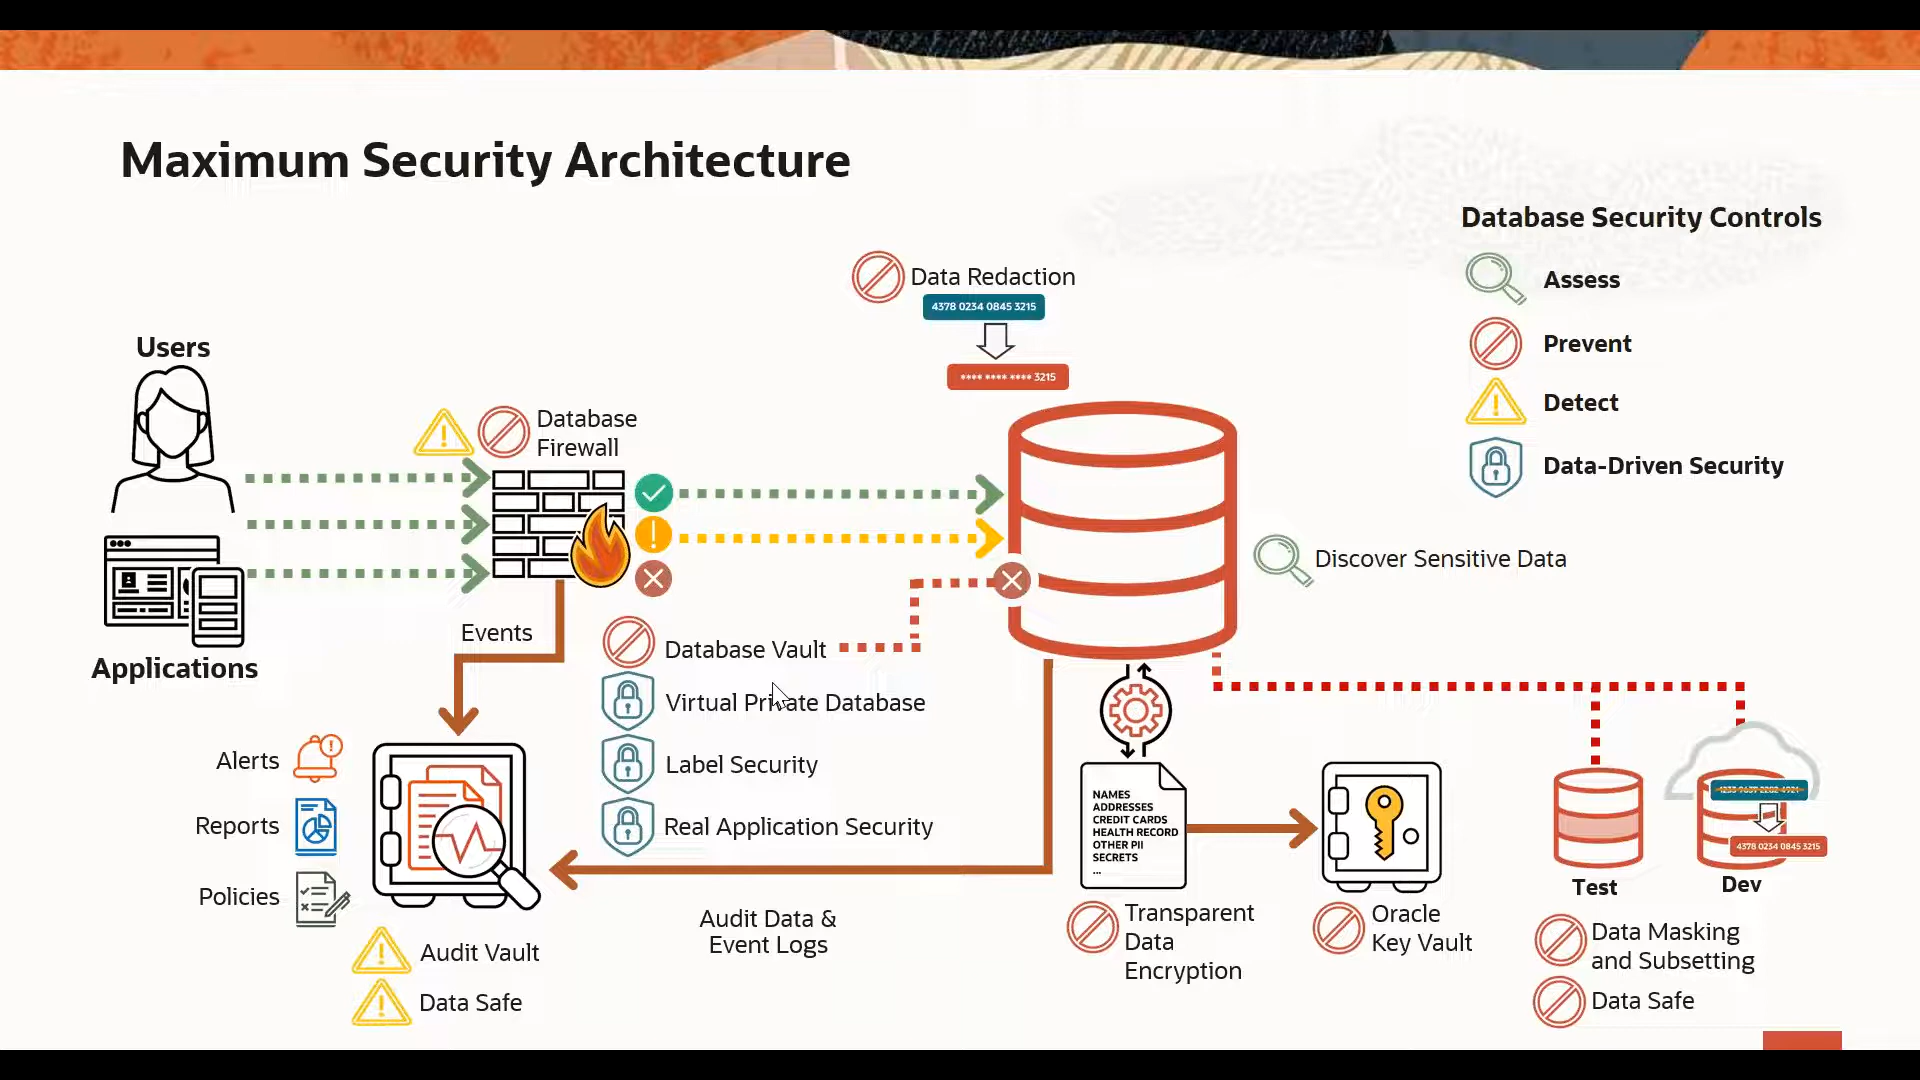 Maximum Security Architecture
Database Security Controls
Assess
Prevent
Detect
Data-Driven Security
Data Redaction
4378 0234 0845 3215
**** **** **** 3215
Users
Applications
Database
Firewall
Events
Database Vault
Virtual Private Database
Label Security
Real Application Security
Discover Sensitive Data
Alerts
Reports
Policies
Audit Vault
Data Safe
Audit Data &
Event Logs
NAMES
ADDRESSES
CREDIT CARDS
HEALTH RECORD
OTHER PII
SECRETS
...
Transparent
Data
Encryption
Oracle
Key Vault
4378 0234 0845 3215
Test
Dev
Data Masking
and Subsetting
Data Safe